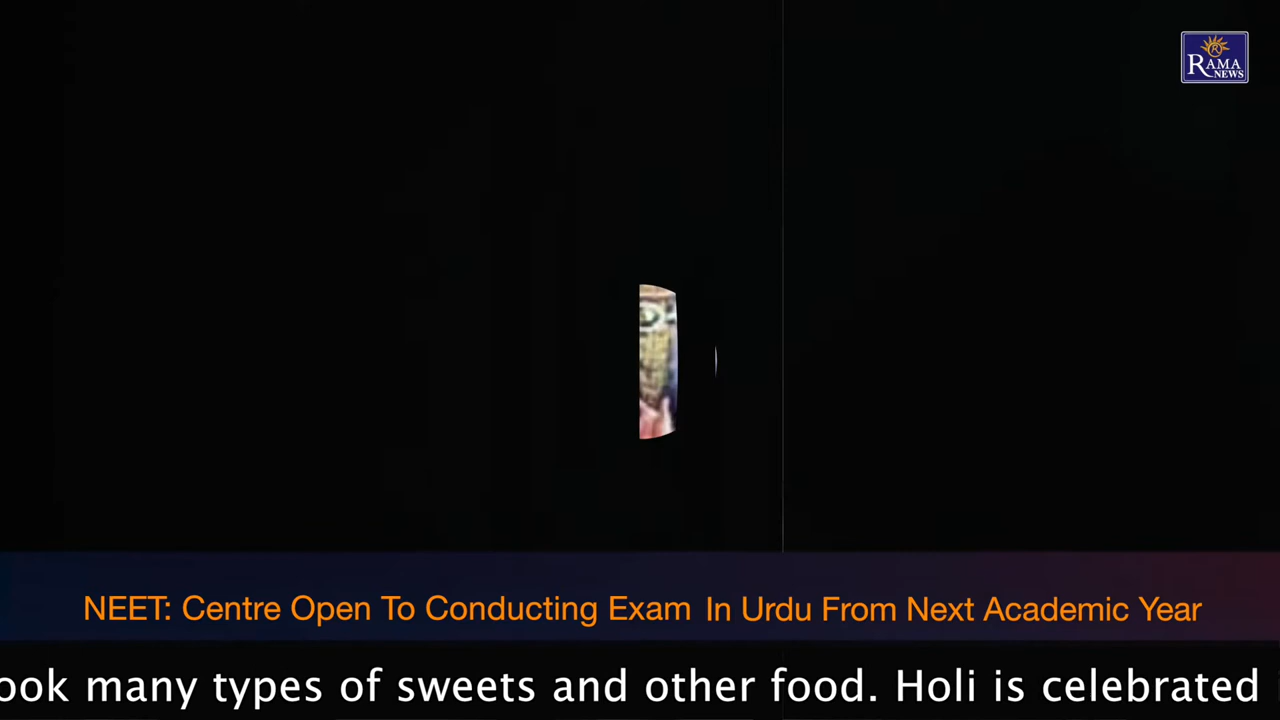 RAMA
NEWS
NEET: Centre Open To Conducting Exam In Urdu From Next Academic Year
ook many types of sweets and other food. Holi is celebrated